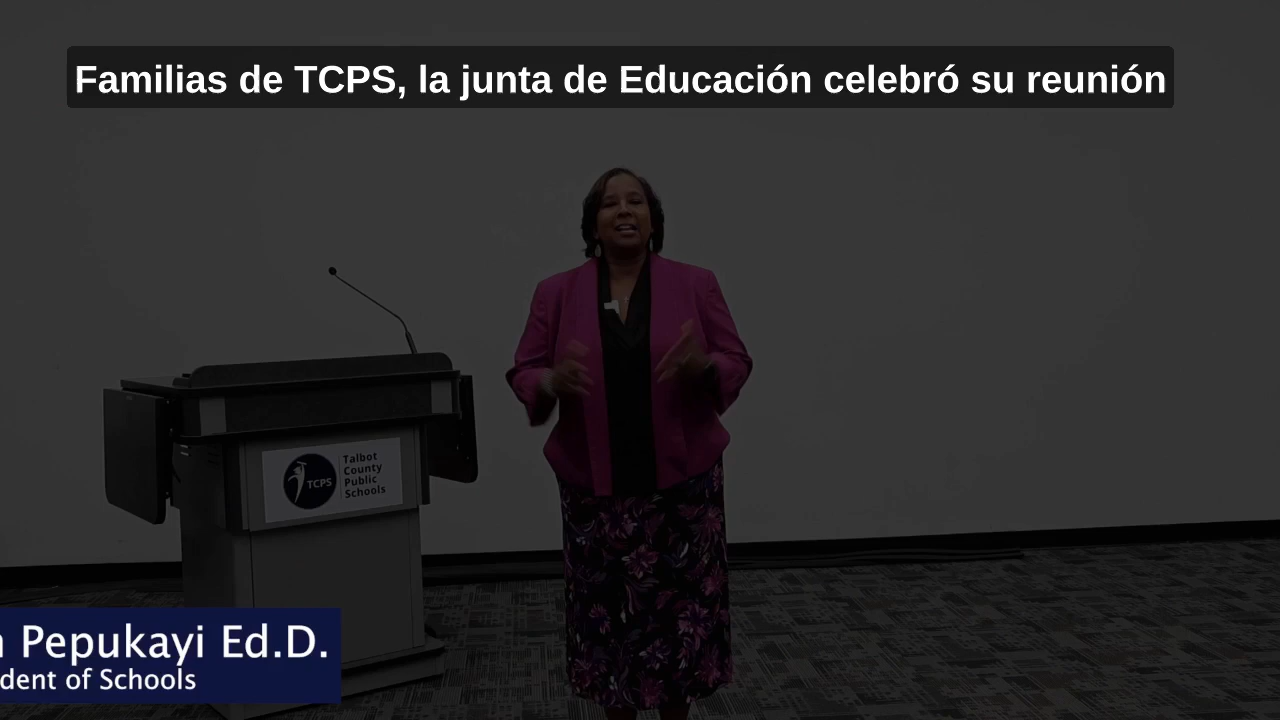 Familias de TCPS, la junta de Educación celebró su reunión
TCPS
Talbot
County
Public
Schools
Pepukayi Ed.D.
of Schools